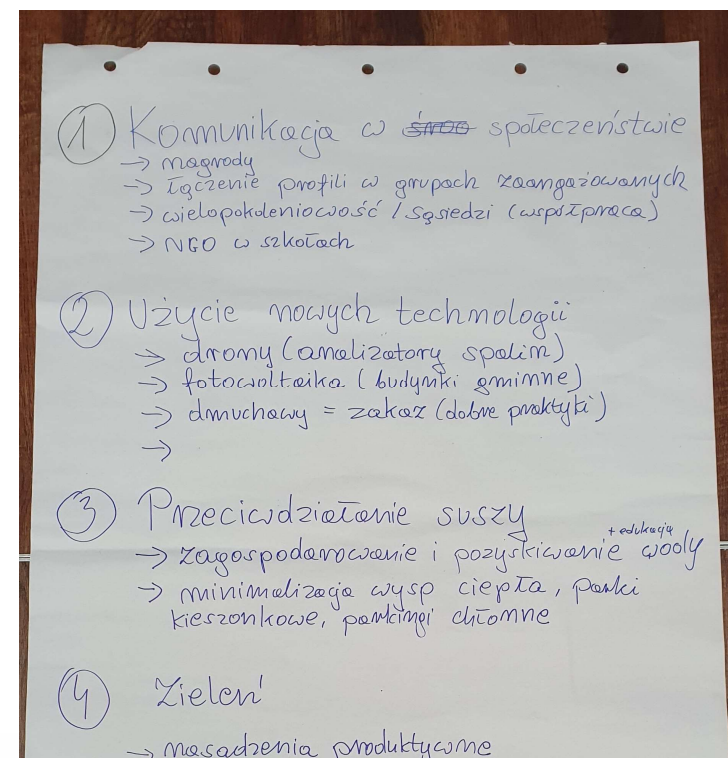 1 Komunikacja w społeczeństwie
→ nagrody
→ łączenie profili w grupach zaangażowanych
→ wielopokoleniowość / sąsiedzi (współpraca)
→ NGO w szkołach
2 Użycie nowych technologii
→ drony (analizatory spalin)
→ fotowoltaika (budynki gminne)
→ dmuchawy = zakaz (dobre praktyki)
→
3 Przeciwdziałanie suszy
+ edukacja
→ zagospodarowanie i pozyskiwanie wody
→ minimalizacja wysp ciepła, parki
kieszonkowe, parkingi chłonne
4 Zieleń
→ nasadzenia produktywne